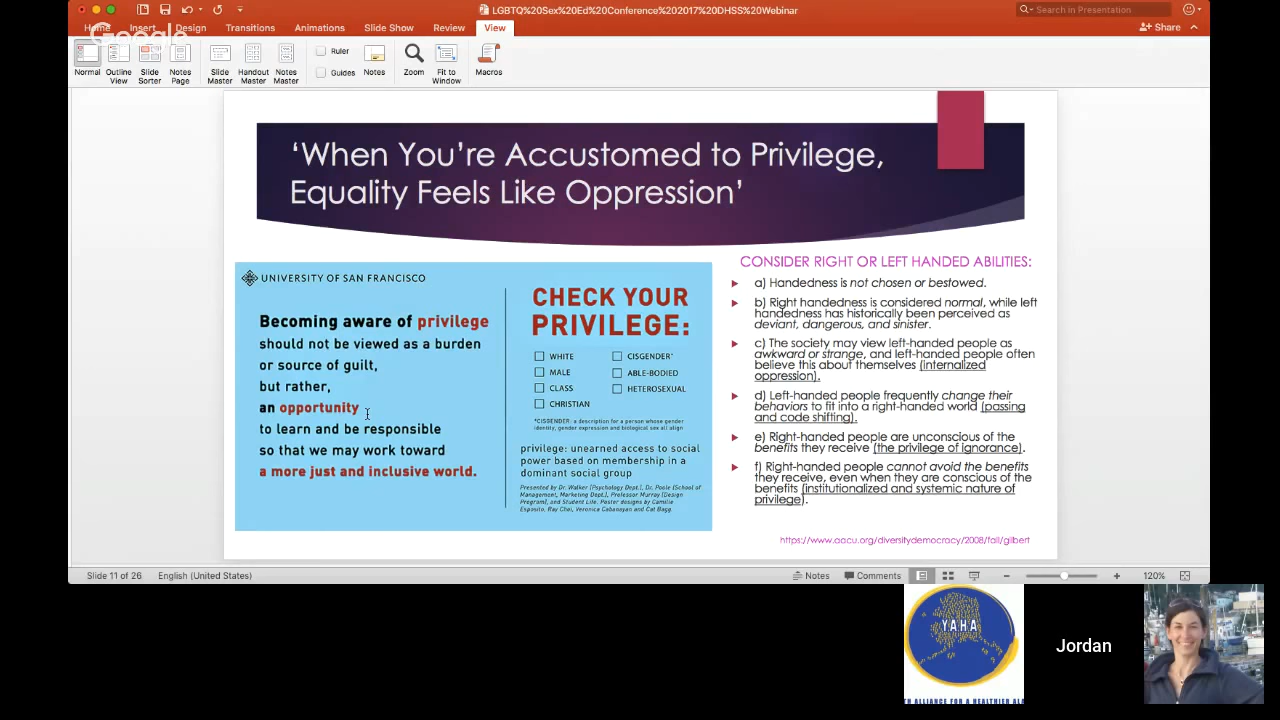 LGBTQ%20Sex%20Ed%20Conference%202017%20DHSS%20Webinar
Search in Presentation
Google
Home Insert Design Transitions Animations Slide Show Review View
Share
Ruler
Guides
Normal Outline View Slide Sorter Notes Page Slide Master Handout Master Notes Master Notes Zoom Fit to Window Macros
‘When You’re Accustomed to Privilege,
Equality Feels Like Oppression’
UNIVERSITY OF SAN FRANCISCO
Becoming aware of privilege
should not be viewed as a burden
or source of guilt,
but rather,
an opportunity
to learn and be responsible
so that we may work toward
a more just and inclusive world.
CHECK YOUR
PRIVILEGE:
WHITE
MALE
CLASS
CHRISTIAN
CISGENDER*
ABLE-BODIED
HETEROSEXUAL
*CISGENDER: a description for a person whose gender
identity, gender expression and biological sex all align
privilege: unearned access to social
power based on membership in a
dominant social group
Presented by Dr. Walker (Psychology Dept.), Dr. Poole (School of
Management, Marketing Dept.), Professor Murray (Design
Program), and Student Life. Poster designs by Camille
Esposito, Ray Choi, Veronica Cabanayan and Cat Bagg.
CONSIDER RIGHT OR LEFT HANDED ABILITIES:
a) Handedness is not chosen or bestowed.
b) Right handedness is considered normal, while left
handedness has historically been perceived as
deviant, dangerous, and sinister.
c) The society may view left-handed people as
awkward or strange, and left-handed people often
believe this about themselves (internalized
oppression).
d) Left-handed people frequently change their
behaviors to fit into a right-handed world (passing
and code shifting).
e) Right-handed people are unconscious of the
benefits they receive (the privilege of ignorance).
f) Right-handed people cannot avoid the benefits
they receive, even when they are conscious of the
benefits (institutionalized and systemic nature of
privilege).
https://www.aacu.org/diversitydemocracy/2008/fall/gilbert
Slide 11 of 26 English (United States) Notes Comments 120%
YAHA
Jordan
ALLIANCE FOR A HEALTHIER